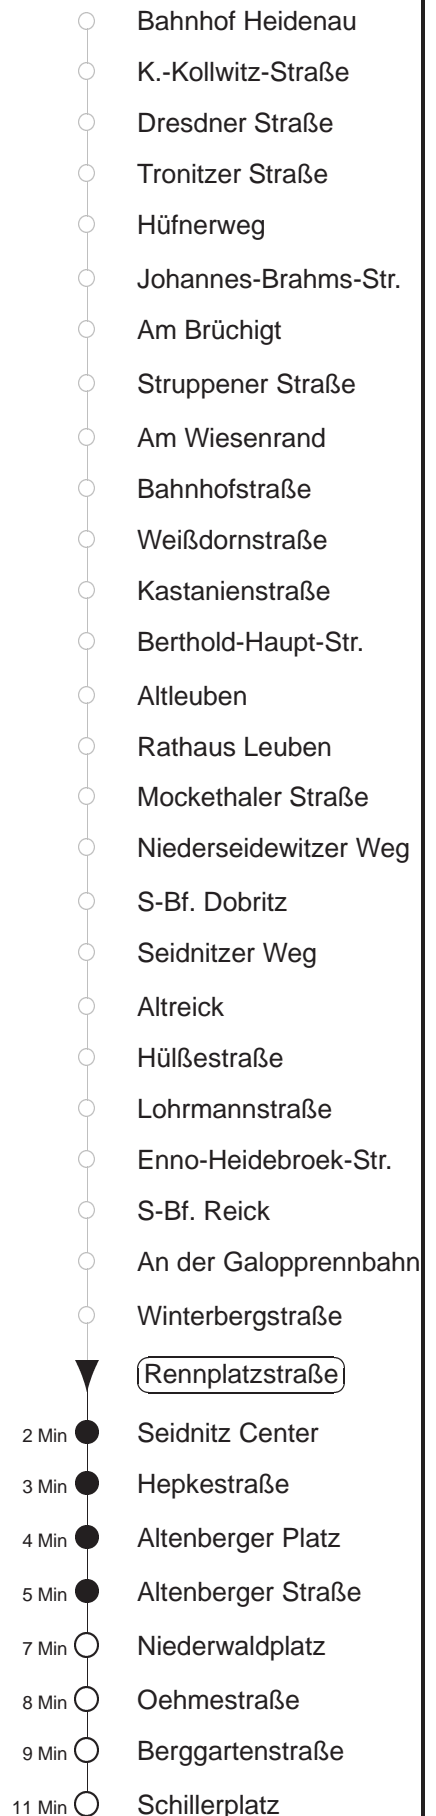 Bahnhof Heidenau
K.-Kollwitz-Straße
Dresdner Straße
Tronitzer Straße
Hüfnerweg
Johannes-Brahms-Str.
Am Brüchigt
Struppener Straße
Am Wiesenrand
Bahnhofstraße
Weißdornstraße
Kastanienstraße
Berthold-Haupt-Str.
Altleuben
Rathaus Leuben
Mockethaler Straße
Niederseidewitzer Weg
S-Bf. Dobritz
Seidnitzer Weg
Altreick
Hülßestraße
Lohrmannstraße
Enno-Heidebroek-Str.
S-Bf. Reick
An der Galopprennbahn
Winterbergstraße
Rennplatzstraße
2 Min Seidnitz Center
3 Min Hepkestraße
4 Min Altenberger Platz
5 Min Altenberger Straße
7 Min Niederwaldplatz
8 Min Oehmestraße
9 Min Berggartenstraße
11 Min Schillerplatz